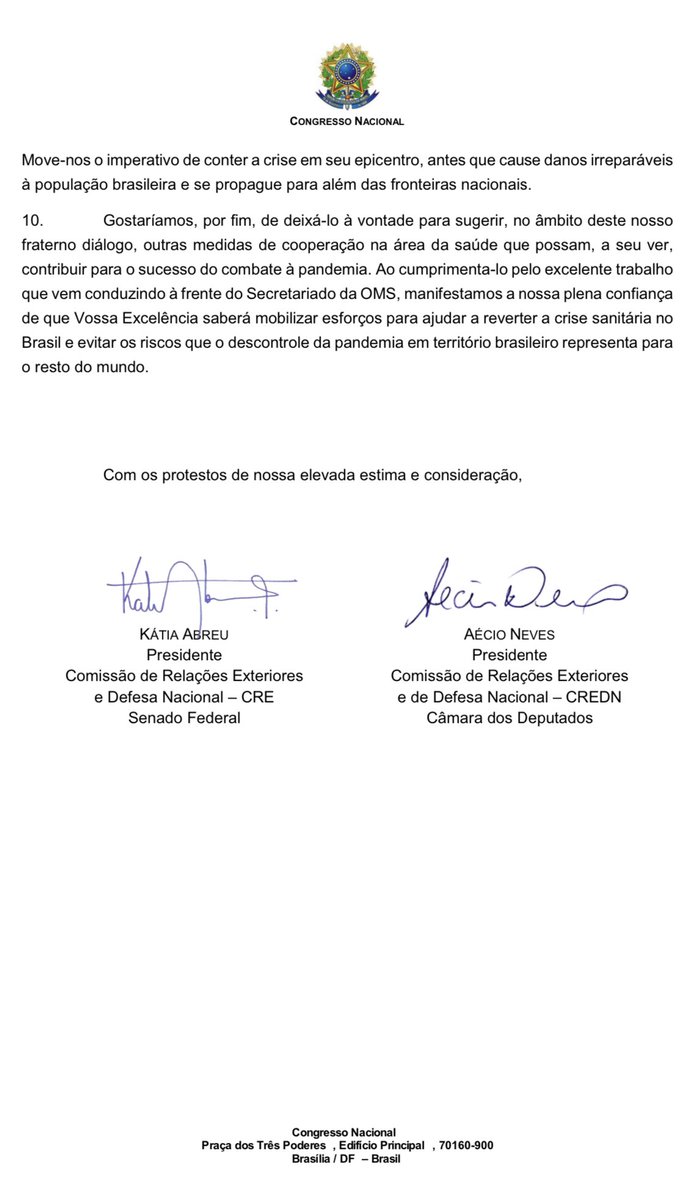 CONGRESSO NACIONAL
Move-nos o imperativo de conter a crise em seu epicentro, antes que cause danos irreparáveis
à população brasileira e se propague para além das fronteiras nacionais.
10. Gostaríamos, por fim, de deixá-lo à vontade para sugerir, no âmbito deste nosso
fraterno diálogo, outras medidas de cooperação na área da saúde que possam, a seu ver,
contribuir para o sucesso do combate à pandemia. Ao cumprimenta-lo pelo excelente trabalho
que vem conduzindo à frente do Secretariado da OMS, manifestamos a nossa plena confiança
de que Vossa Excelência saberá mobilizar esforços para ajudar a reverter a crise sanitária no
Brasil e evitar os riscos que o descontrole da pandemia em território brasileiro representa para
o resto do mundo.
Com os protestos de nossa elevada estima e consideração,
KÁTIA ABREU
Presidente
Comissão de Relações Exteriores
e Defesa Nacional – CRE
Senado Federal
AÉCIO NEVES
Presidente
Comissão de Relações Exteriores
e de Defesa Nacional – CREDN
Câmara dos Deputados
Congresso Nacional
Praça dos Três Poderes , Edifício Principal , 70160-900
Brasília / DF – Brasil